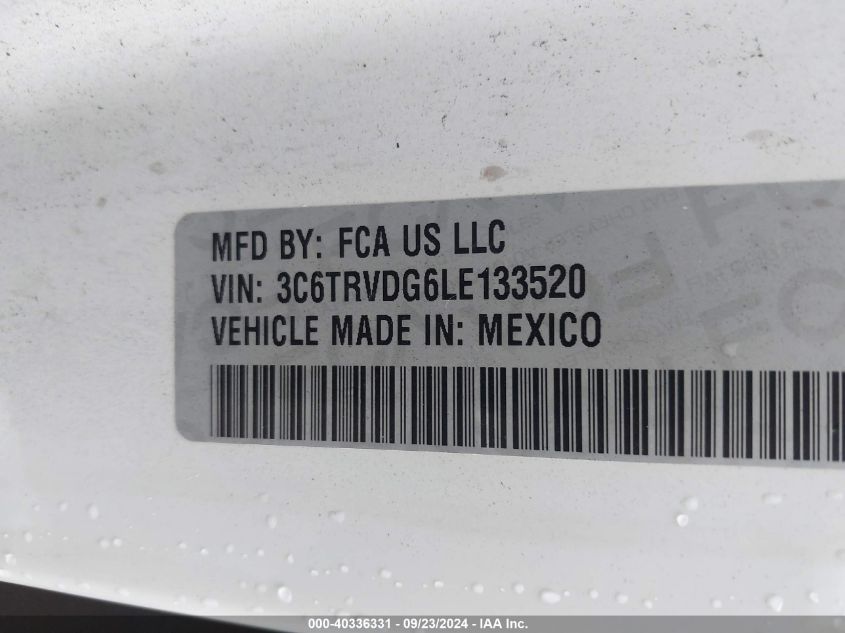 MFD BY: FCA US LLC
VIN: 3C6TRVDG6LE133520
VEHICLE MADE IN: MEXICO
000-40336331 - 09/23/2024 - IAA Inc.